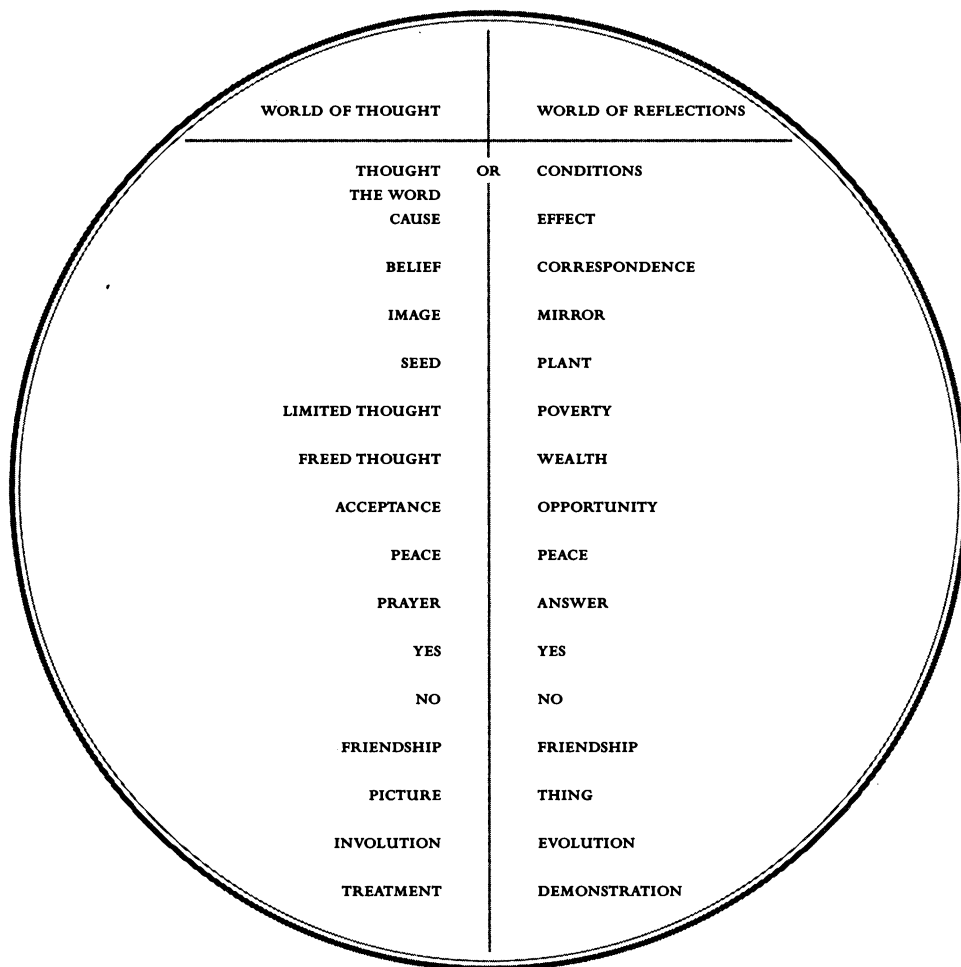 WORLD OF THOUGHT WORLD OF REFLECTIONS
THOUGHT OR CONDITIONS
THE WORD
CAUSE EFFECT
BELIEF CORRESPONDENCE
IMAGE MIRROR
SEED PLANT
LIMITED THOUGHT POVERTY
FREED THOUGHT WEALTH
ACCEPTANCE OPPORTUNITY
PEACE PEACE
PRAYER ANSWER
YES YES
NO NO
FRIENDSHIP FRIENDSHIP
PICTURE THING
INVOLUTION EVOLUTION
TREATMENT DEMONSTRATION